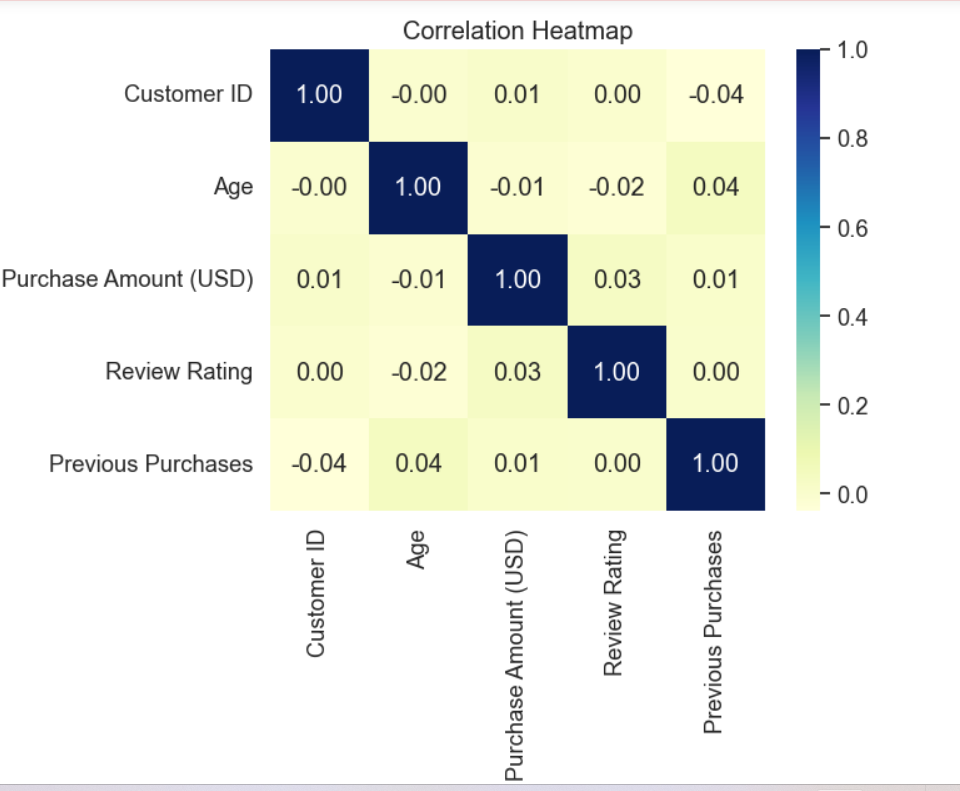 Correlation Heatmap
Customer ID 1.00 -0.00 0.01 0.00 -0.04
Age -0.00 1.00 -0.01 -0.02 0.04
Purchase Amount (USD) 0.01 -0.01 1.00 0.03 0.01
Review Rating 0.00 -0.02 0.03 1.00 0.00
Previous Purchases -0.04 0.04 0.01 0.00 1.00
Customer ID
Age
Purchase Amount (USD)
Review Rating
Previous Purchases
1.0
0.8
0.6
0.4
0.2
0.0